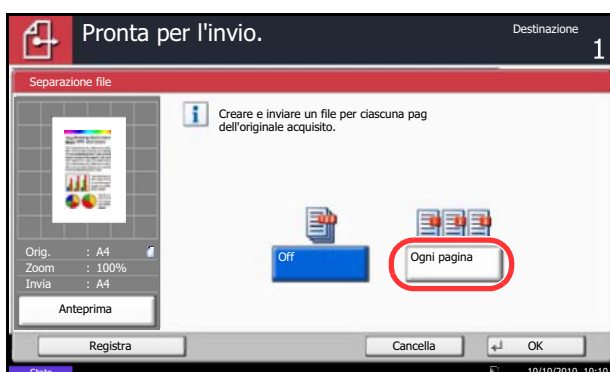 Pronta per l'invio.
Destinazione
1
Separazione file
Creare e inviare un file per ciascuna pag
dell'originale acquisito.
Orig. : A4
Zoom : 100%
Invia : A4
Off
Ogni pagina
Anteprima
Registra
Cancella
OK
Stato
10/10/2010 10:10